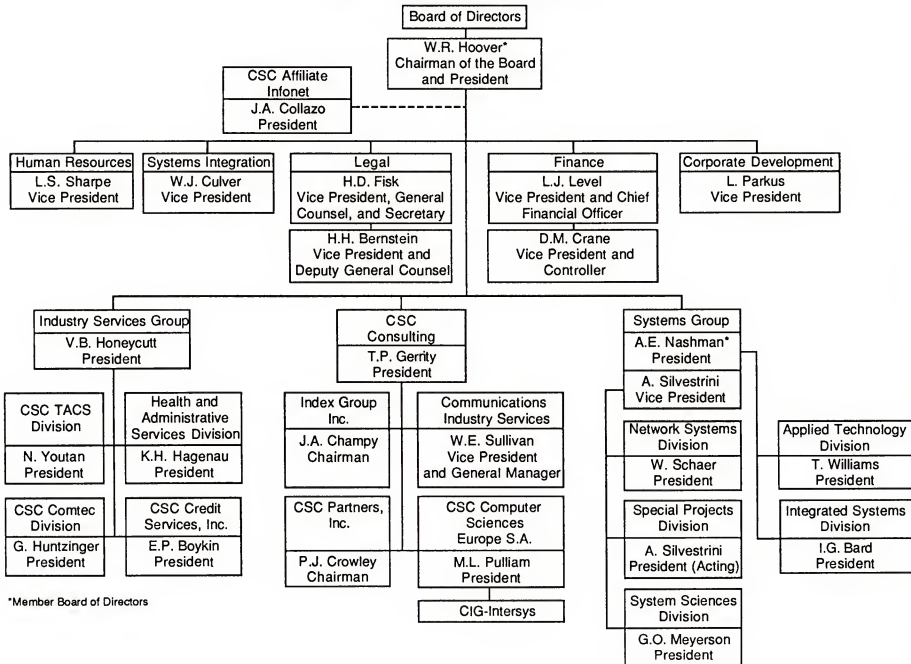 Board of Directors
W.R. Hoover*
Chairman of the Board
and President
CSC Affiliate
Infonet
J.A. Collazo
President
Human Resources
L.S. Sharpe
Vice President
Systems Integration
W.J. Culver
Vice President
Legal
H.D. Fisk
Vice President, General
Counsel, and Secretary
H.H. Bernstein
Vice President and
Deputy General Counsel
Finance
L.J. Level
Vice President and Chief
Financial Officer
D.M. Crane
Vice President and
Controller
Corporate Development
L. Parkus
Vice President
Industry Services Group
V.B. Honeycutt
President
CSC TACS
Division
N. Youtan
President
Health and
Administrative
Services Division
K.H. Hagenau
President
CSC Comtec
Division
G. Huntzinger
President
CSC Credit
Services, Inc.
E.P. Boykin
President
CSC
Consulting
T.P. Gerrity
President
Index Group
Inc.
J.A. Champy
Chairman
Communications
Industry Services
W.E. Sullivan
Vice President
and General Manager
CSC Partners,
Inc.
P.J. Crowley
Chairman
CSC Computer
Sciences
Europe S.A.
M.L. Pulliam
President
CIG-Intersys
Systems Group
A.E. Nashman*
President
A. Silvestrini
Vice President
Network Systems
Division
W. Schaer
President
Special Projects
Division
A. Silvestrini
President (Acting)
System Sciences
Division
G.O. Meyerson
President
Applied Technology
Division
T. Williams
President
Integrated Systems
Division
I.G. Bard
President
*Member Board of Directors